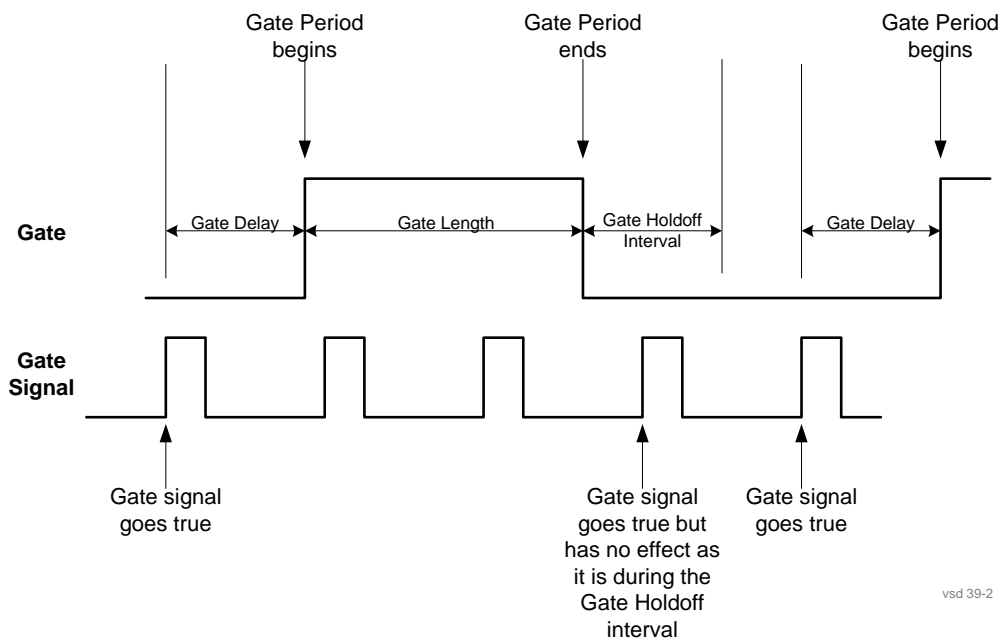 Gate Period
begins
Gate Period
ends
Gate Period
begins
Gate
Gate Delay
Gate Length
Gate Holdoff
Interval
Gate Delay
Gate
Signal
Gate signal
goes true
Gate signal
goes true but
has no effect as
it is during the
Gate Holdoff
interval
Gate signal
goes true
vsd 39-2